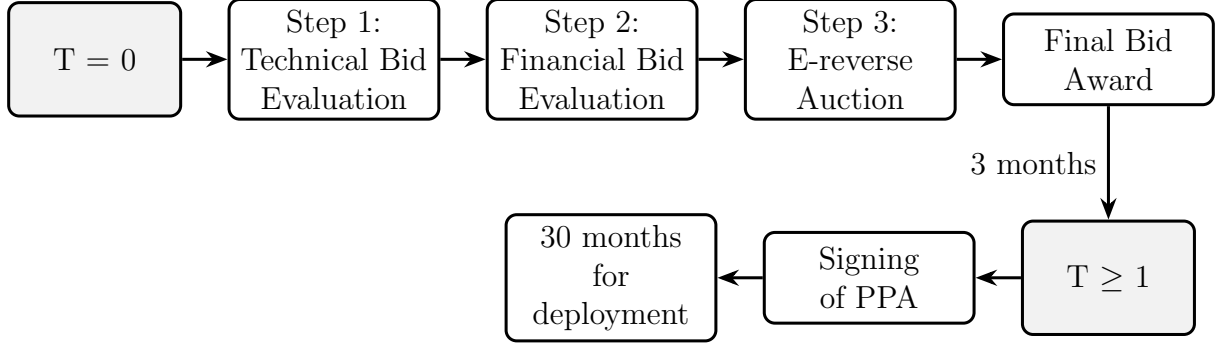 T = 0
Step 1:
Technical Bid
Evaluation
Step 2:
Financial Bid
Evaluation
Step 3:
E-reverse
Auction
Final Bid
Award
3 months
T ≥ 1
Signing
of PPA
30 months
for
deployment